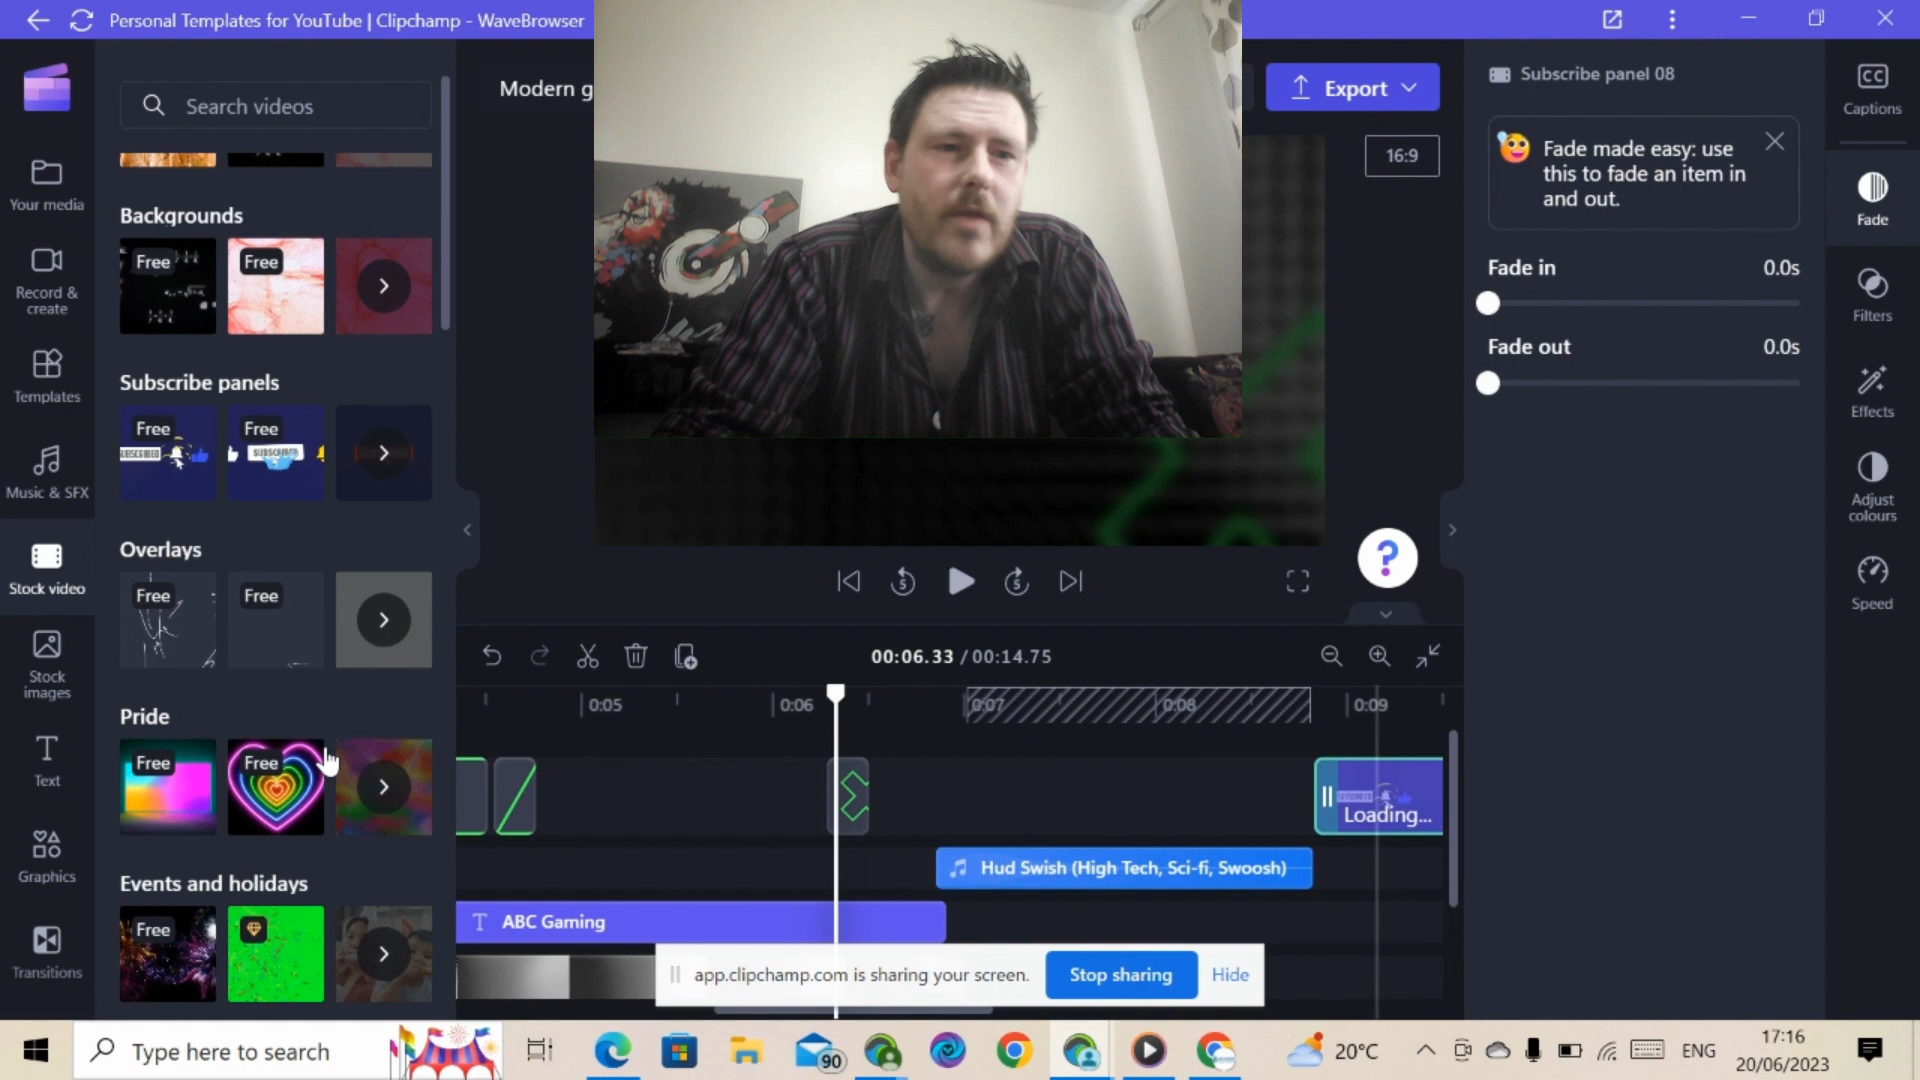 Personal Templates for YouTube | Clipchamp - WaveBrowser
Search videos
Your media
Record & create
Templates
Music & SFX
Stock video
Stock images
Text
Graphics
Transitions
Backgrounds
Free
Free
Subscribe panels
Free
Free
SUBSCRIBED
Overlays
Free
Free
Pride
Free
Free
Events and holidays
Free
Modern g
Export
16:9
5
5
?
00:06.33 / 00:14.75
0:05
0:06
0:07
0:08
0:09
Loading...
Hud Swish (High Tech, Sci-fi, Swoosh)
T ABC Gaming
app.clipchamp.com is sharing your screen.
Stop sharing
Hide
Subscribe panel 08
Fade made easy: use
this to fade an item in
and out.
Fade in 0.0s
Fade out 0.0s
CC
Captions
Fade
Filters
Effects
Adjust
colours
Speed
Type here to search
90
20°C
ENG
17:16
20/06/2023